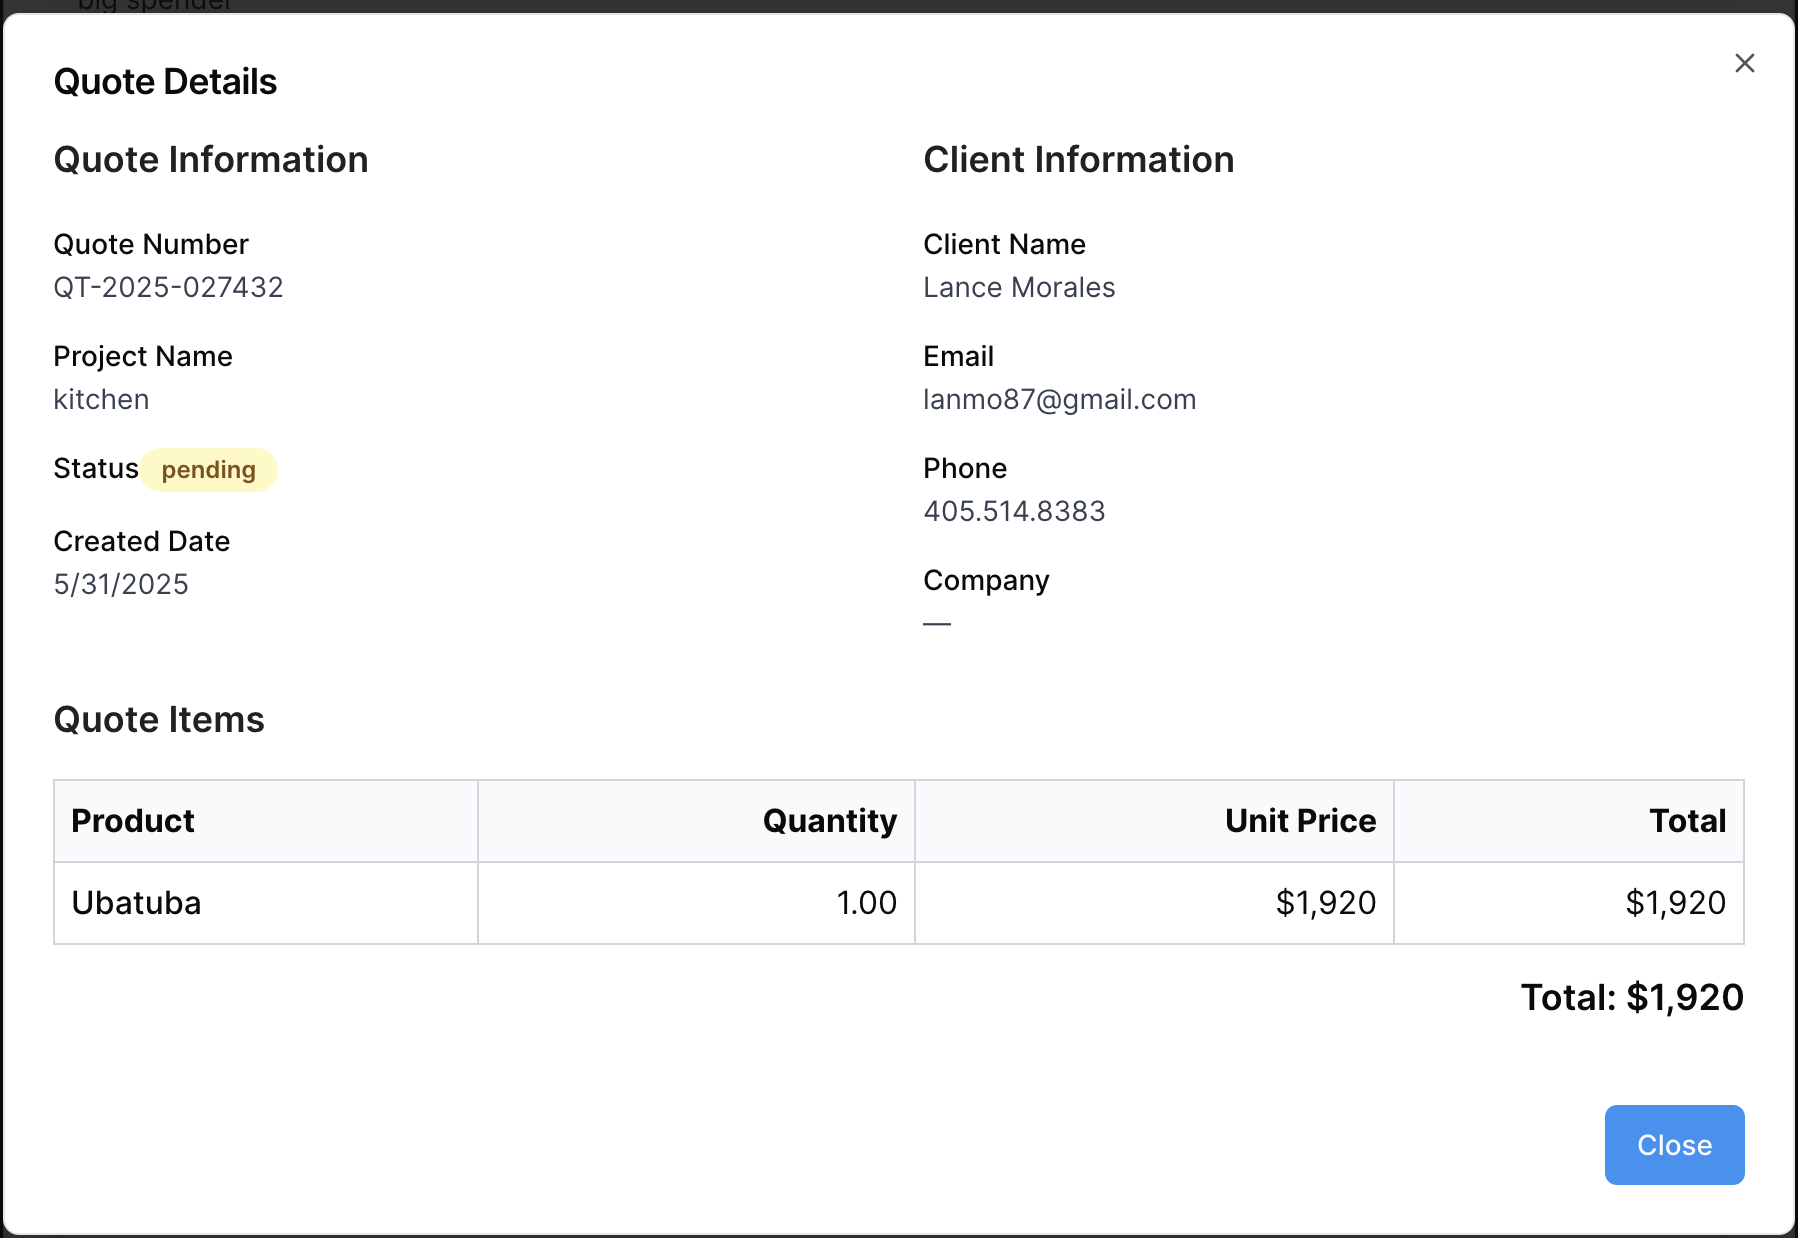 big spender
Quote Details
Quote Information
Quote Number
QT-2025-027432
Project Name
kitchen
Status pending
Created Date
5/31/2025
Client Information
Client Name
Lance Morales
Email
lanmo87@gmail.com
Phone
405.514.8383
Company
—
Quote Items
Product Quantity Unit Price Total
Ubatuba 1.00 $1,920 $1,920
Total: $1,920
Close